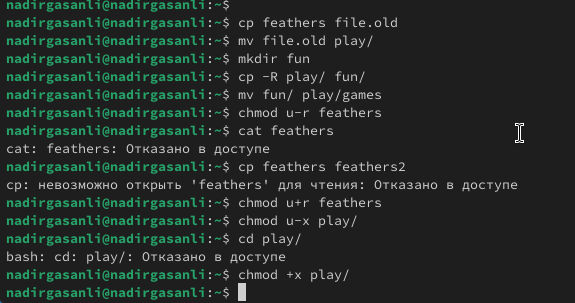 nadirgasanli@nadirgasanli:~$
nadirgasanli@nadirgasanli:~$ cp feathers file.old
nadirgasanli@nadirgasanli:~$ mv file.old play/
nadirgasanli@nadirgasanli:~$ mkdir fun
nadirgasanli@nadirgasanli:~$ cp -R play/ fun/
nadirgasanli@nadirgasanli:~$ mv fun/ play/games
nadirgasanli@nadirgasanli:~$ chmod u-r feathers
nadirgasanli@nadirgasanli:~$ cat feathers
cat: feathers: Отказано в доступе
nadirgasanli@nadirgasanli:~$ cp feathers feathers2
cp: невозможно открыть 'feathers' для чтения: Отказано в доступе
nadirgasanli@nadirgasanli:~$ chmod u+r feathers
nadirgasanli@nadirgasanli:~$ chmod u-x play/
nadirgasanli@nadirgasanli:~$ cd play/
bash: cd: play/: Отказано в доступе
nadirgasanli@nadirgasanli:~$ chmod +x play/
nadirgasanli@nadirgasanli:~$